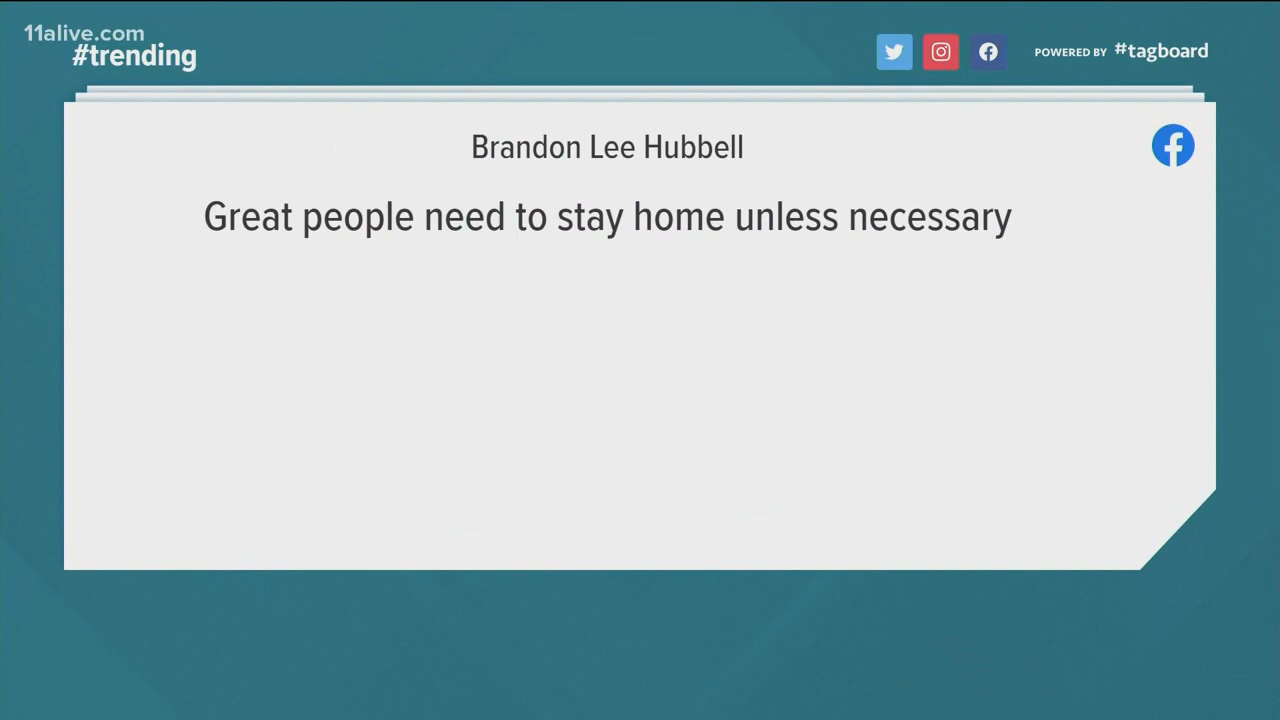 11alive.com
#trending
POWERED BY #tagboard
Brandon Lee Hubbell
Great people need to stay home unless necessary